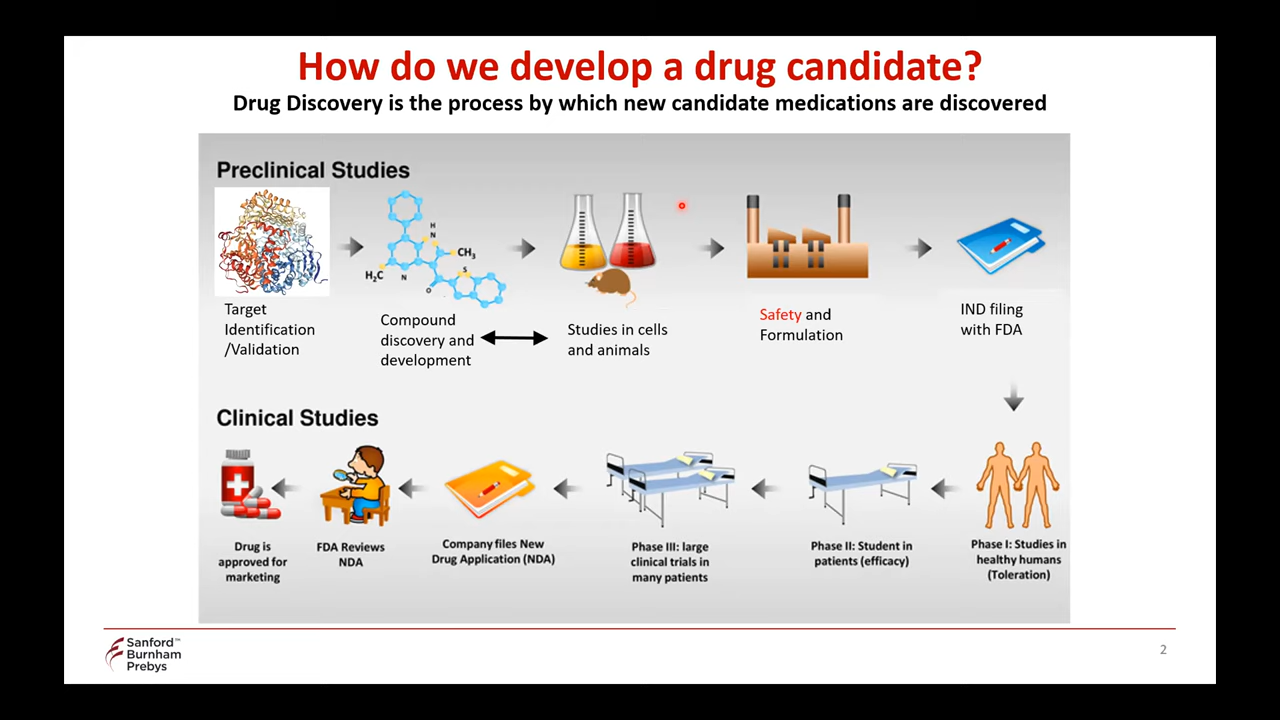 How do we develop a drug candidate?
Drug Discovery is the process by which new candidate medications are discovered
Preclinical Studies
H
N
CH₃
H₃C
N
S
O
Target
Identification
/Validation
Compound
discovery and
development
Studies in cells
and animals
Safety and
Formulation
IND filing
with FDA
Clinical Studies
Drug is
approved for
marketing
FDA Reviews
NDA
Company files New
Drug Application (NDA)
Phase III: large
clinical trials in
many patients
Phase II: Student in
patients (efficacy)
Phase I: Studies in
healthy humans
(Toleration)
Sanford™
Burnham
Prebys
2